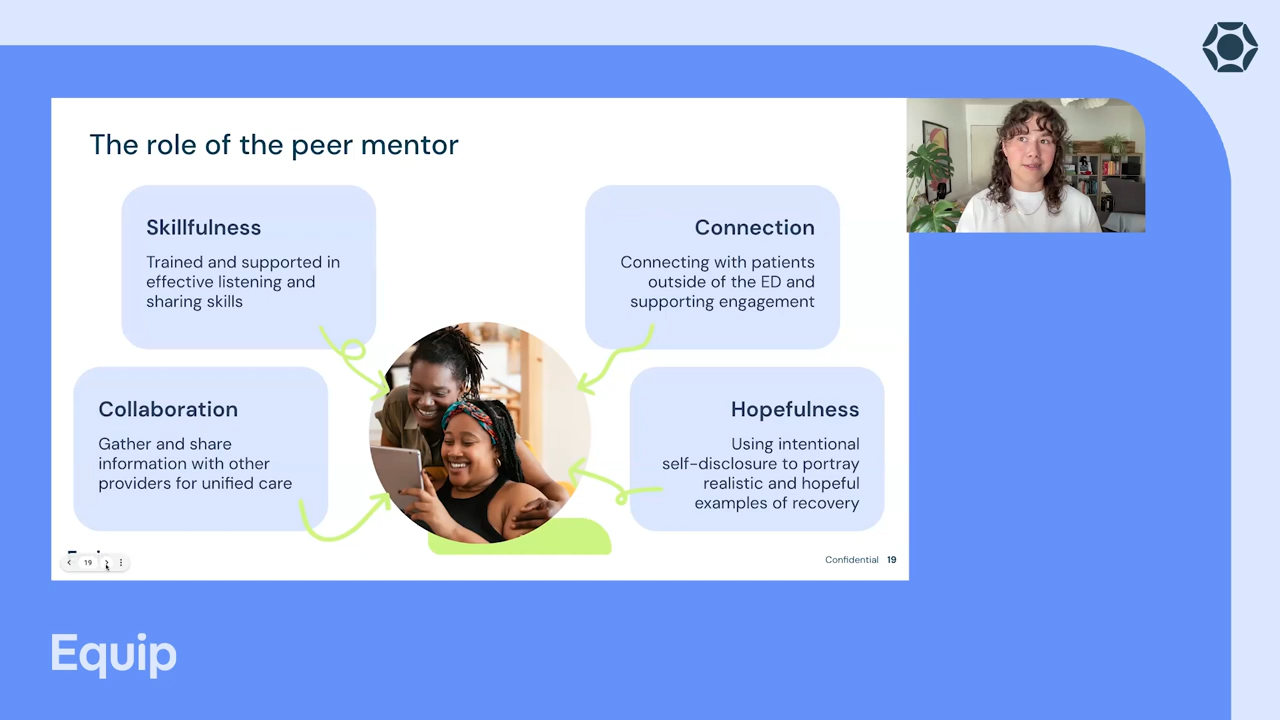 The role of the peer mentor
Skillfulness
Trained and supported in
effective listening and
sharing skills
Connection
Connecting with patients
outside of the ED and
supporting engagement
Collaboration
Gather and share
information with other
providers for unified care
Hopefulness
Using intentional
self-disclosure to portray
realistic and hopeful
examples of recovery
19
Confidential 19
Equip